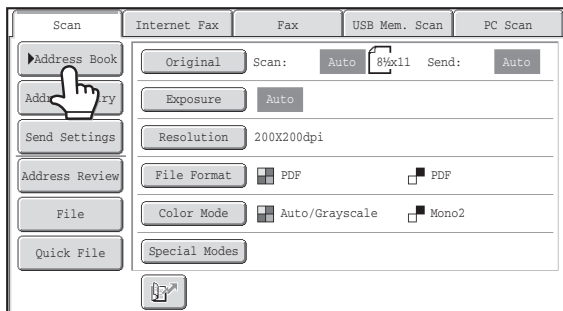 Scan
Internet Fax
Fax
USB Mem. Scan
PC Scan
Address Book
Original
Scan:
Auto
8½x11
Send:
Auto
Exposure
Auto
Send Settings
Resolution
200X200dpi
Address Review
File Format
PDF
PDF
File
Color Mode
Auto/Grayscale
Mono2
Quick File
Special Modes